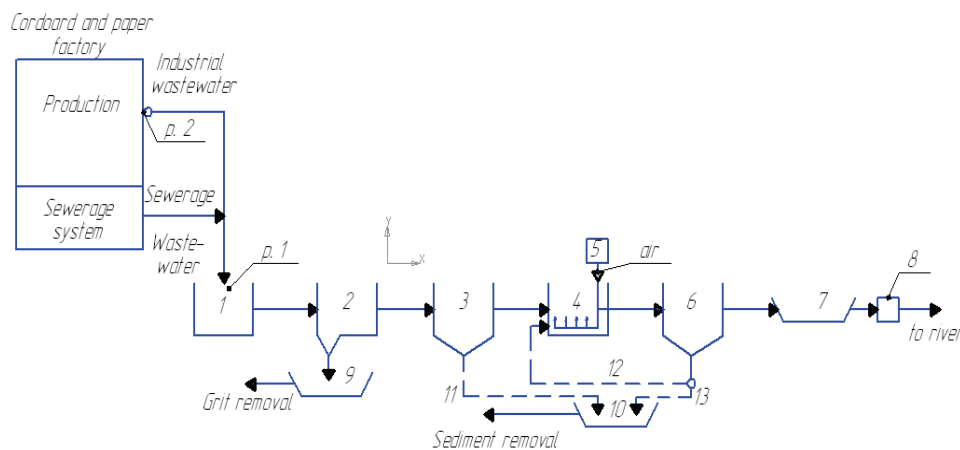 Cordboard and paper
factory
Industrial
wastewater
Production
p. 2
Sewerage
Sewerage
system
Waste-
water
p. 1
Y
X
5
air
8
1
2
3
4
6
7
to river
9
12
11
10
13
Grit removal
Sediment removal